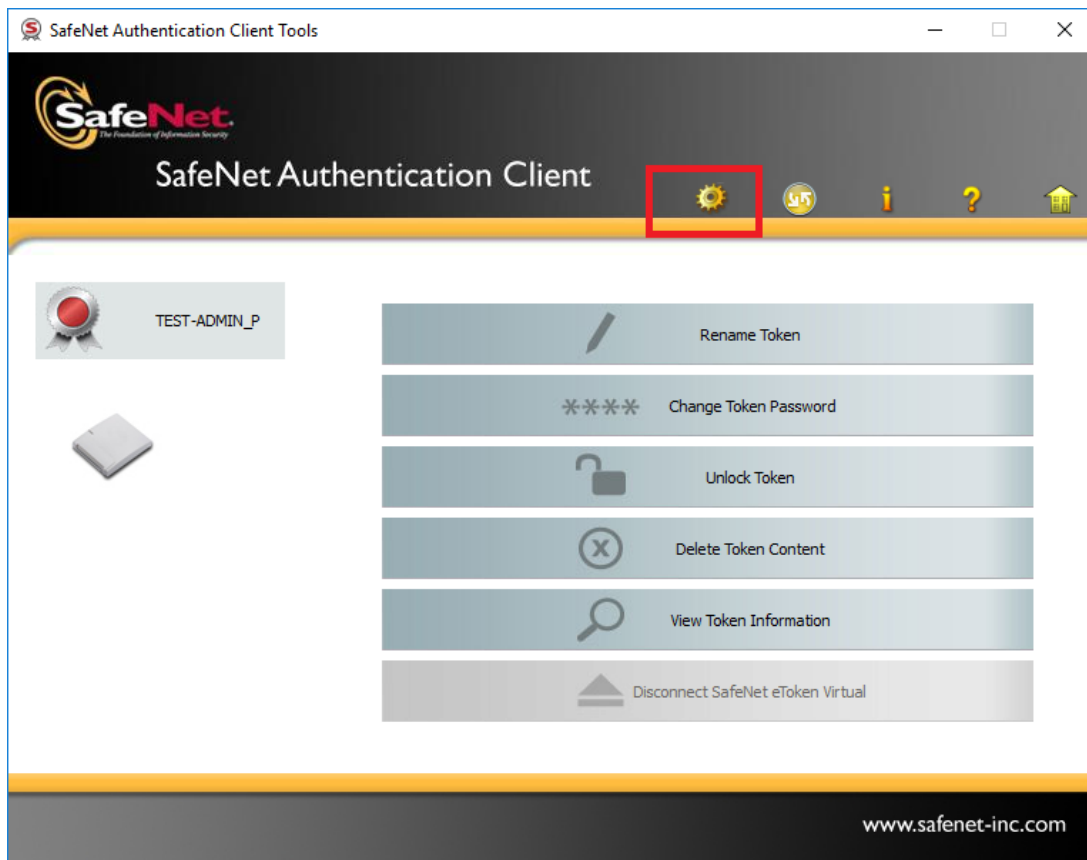 SafeNet Authentication Client Tools
SafeNet.
The Foundation of Information Security
SafeNet Authentication Client
TEST-ADMIN_P
Rename Token
**** Change Token Password
Unlock Token
Delete Token Content
View Token Information
Disconnect SafeNet eToken Virtual
www.safenet-inc.com